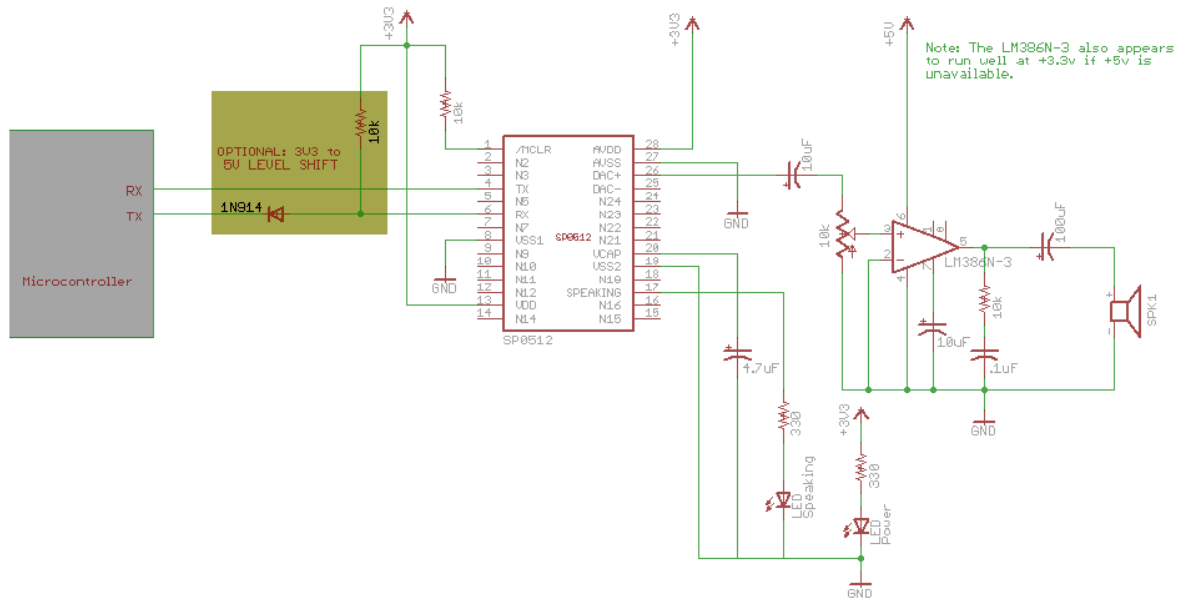 +3V3
+3V3
+5V
Note: The LM386N-3 also appears
to run well at +3.3v if +5v is
unavailable.
10k
10k
OPTIONAL: 3V3 to
5V LEVEL SHIFT
1N914
RX
TX
Microcontroller
1 /MCLR
2 N2
3 N3
4 TX
5 N5
6 RX
7 N7
8 VSS1
9 N9
10 N10
11 N11
12 N12
13 VDD
14 N14
AVDD 28
AVSS 27
DAC+ 26
DAC- 25
N24 24
N23 23
N22 22
N21 21
VCAP 20
VSS2 19
N18 18
SPEAKING 17
N16 16
N15 15
SP0512
SP0512
GND
GND
10uF
+
10k
3
+
2
-
6
1
8
5
4
7
LM386N-3
100uF
+
10k
+
10uF
.1uF
+
-
SPK1
GND
+
4.7uF
330
LED
Speaking
+3V3
330
LED
Power
GND